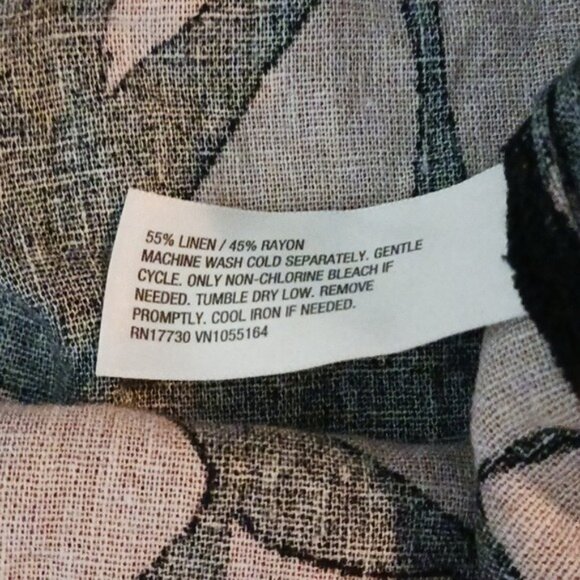 55% LINEN / 45% RAYON
MACHINE WASH COLD SEPARATELY. GENTLE
CYCLE. ONLY NON-CHLORINE BLEACH IF
NEEDED. TUMBLE DRY LOW. REMOVE
PROMPTLY. COOL IRON IF NEEDED.
RN17730 VN1055164